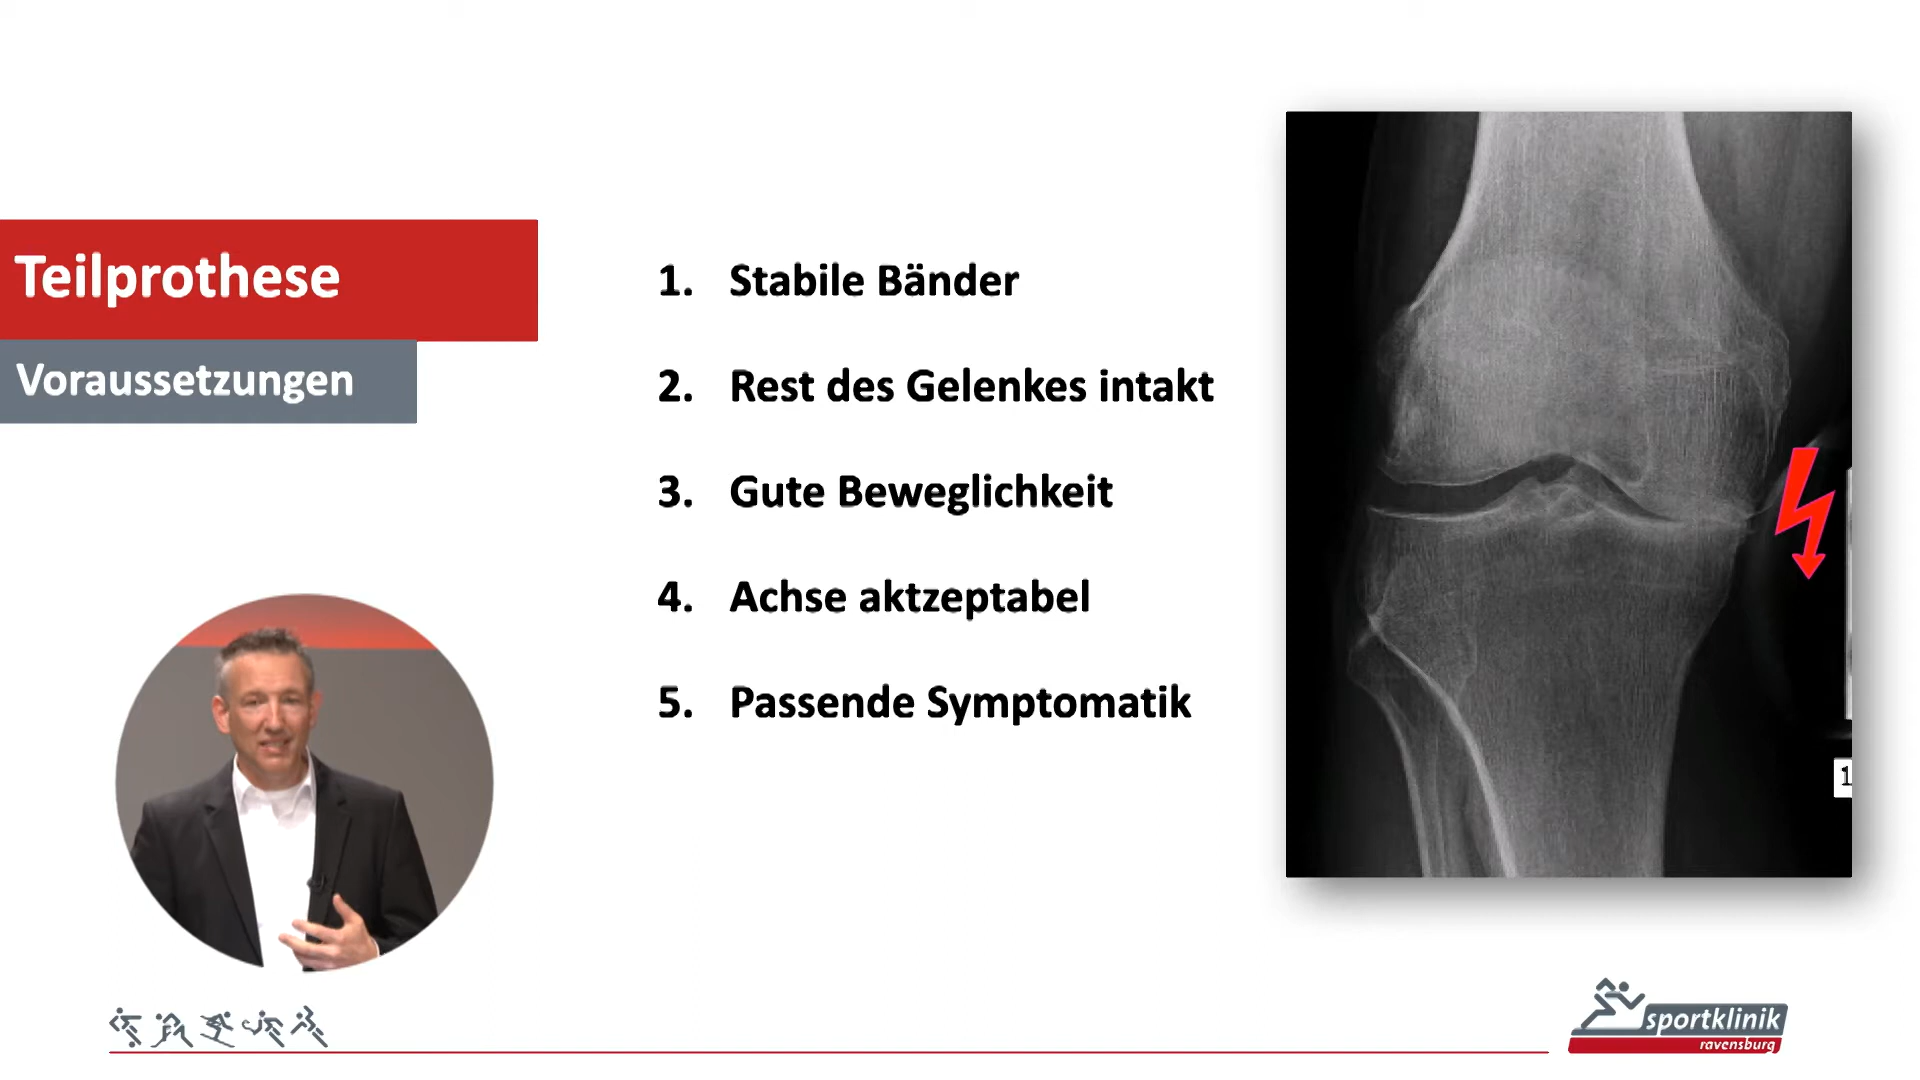 Teilprothese
Voraussetzungen
1. Stabile Bänder
2. Rest des Gelenkes intakt
3. Gute Beweglichkeit
4. Achse aktzeptabel
5. Passende Symptomatik
1
sportklinik
ravensburg